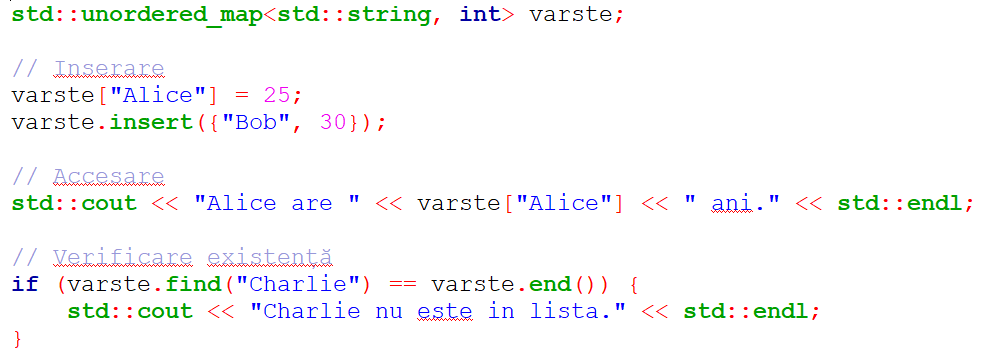 std::unordered_map<std::string, int> varste;
// Inserare
varste["Alice"] = 25;
varste.insert({"Bob", 30});
// Accesare
std::cout << "Alice are " << varste["Alice"] << " ani." << std::endl;
// Verificare existență
if (varste.find("Charlie") == varste.end()) {
    std::cout << "Charlie nu este in lista." << std::endl;
}